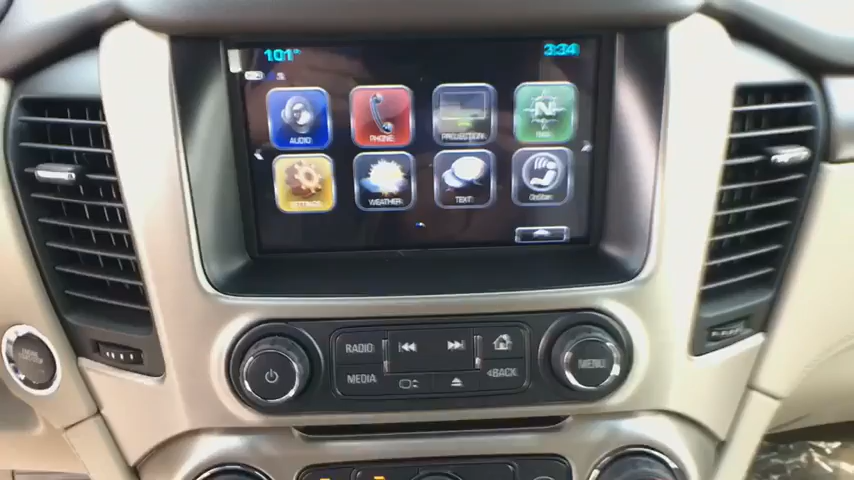 101° 3:34
AUDIO PHONE PROJECTION NAV
SETTINGS WEATHER TEXT OnStar
RADIO
MEDIA BACK
MENU